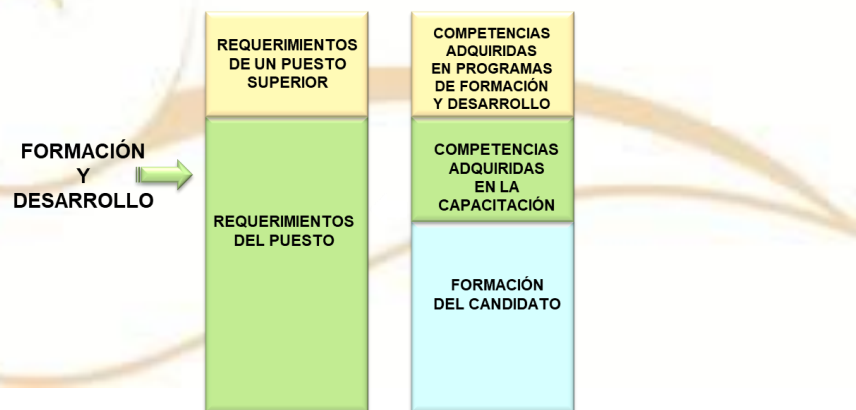 FORMACIÓN
Y
DESARROLLO
REQUERIMIENTOS
DE UN PUESTO
SUPERIOR
REQUERIMIENTOS
DEL PUESTO
COMPETENCIAS
ADQUIRIDAS
EN PROGRAMAS
DE FORMACIÓN
Y DESARROLLO
COMPETENCIAS
ADQUIRIDAS
EN LA
CAPACITACIÓN
FORMACIÓN
DEL CANDIDATO